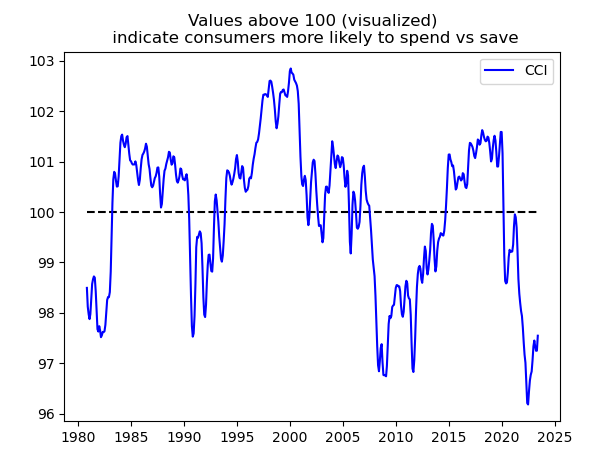 Values above 100 (visualized)
indicate consumers more likely to spend vs save
CCI
103
102
101
100
99
98
97
96
1980 1985 1990 1995 2000 2005 2010 2015 2020 2025